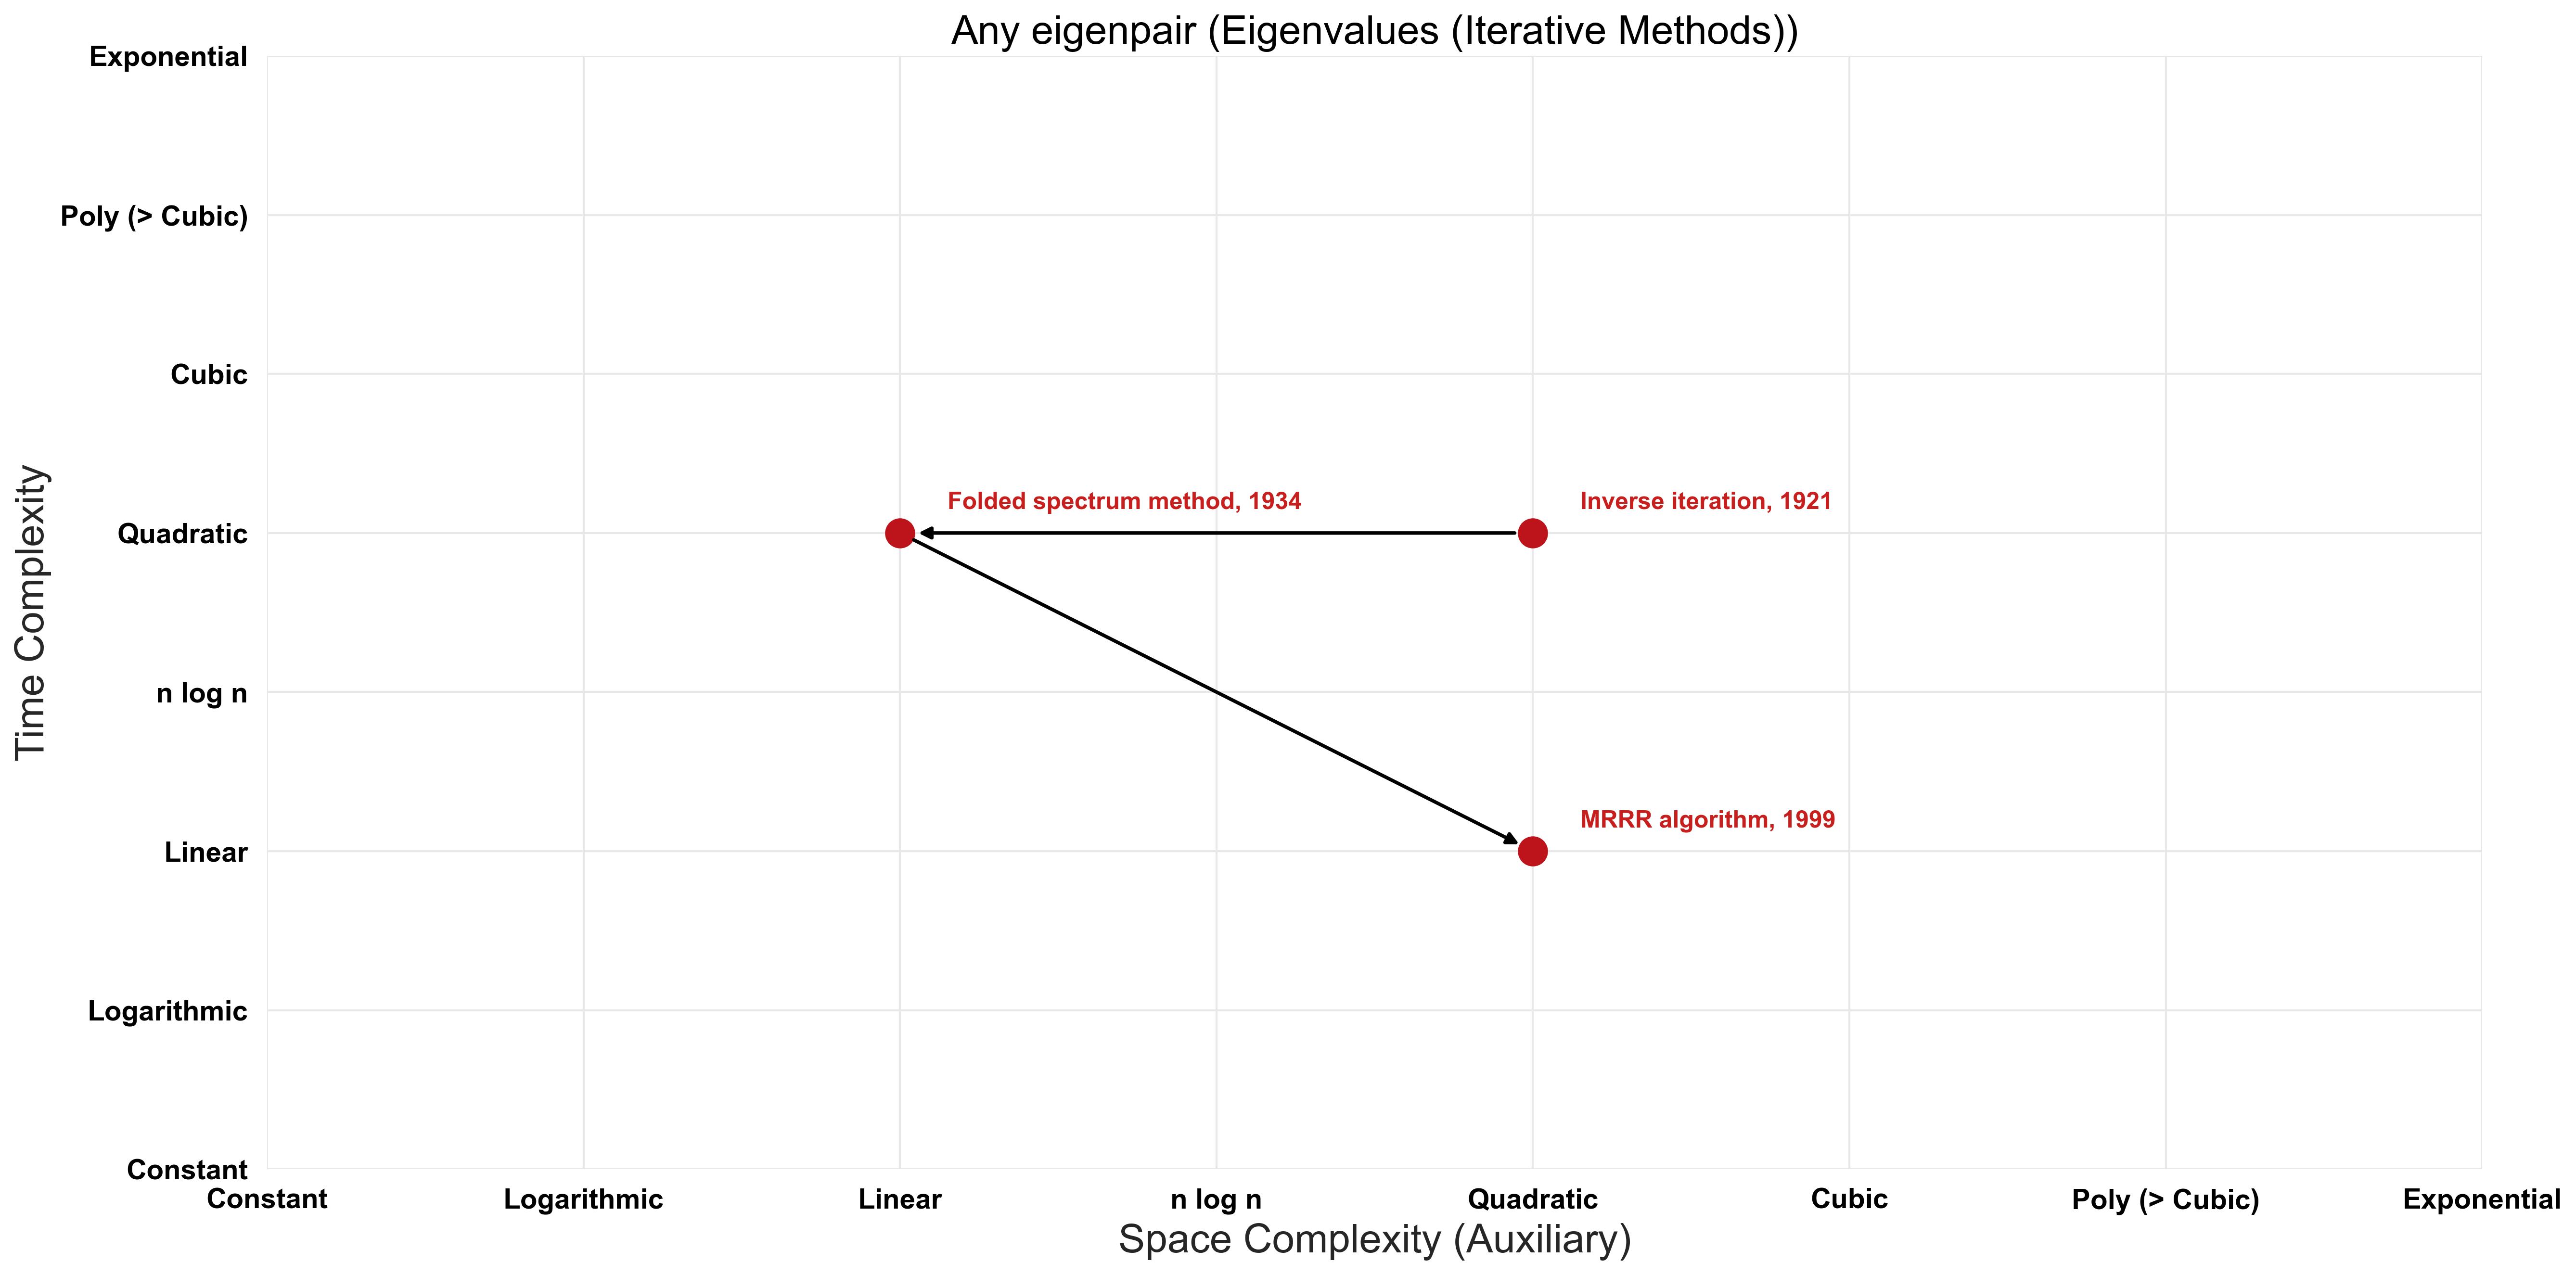 Any eigenpair (Eigenvalues (Iterative Methods))
Exponential
Poly (> Cubic)
Cubic
Quadratic
n log n
Linear
Logarithmic
Constant
Time Complexity
Folded spectrum method, 1934
Inverse iteration, 1921
MRRR algorithm, 1999
Constant
Logarithmic
Linear
n log n
Quadratic
Cubic
Poly (> Cubic)
Exponential
Space Complexity (Auxiliary)